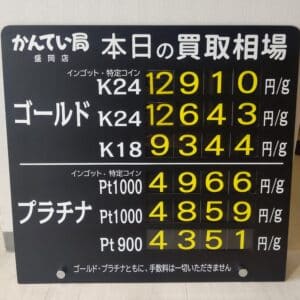 かんてい局 本日の買取相場
盛岡店
インゴット・特定コイン
K24 12910 円/g
ゴールド K24 12643 円/g
K18 9344 円/g
インゴット・特定コイン
Pt1000 4966 円/g
プラチナ Pt1000 4859 円/g
Pt900 4351 円/g
ゴールド・プラチナともに、手数料は一切いただきません